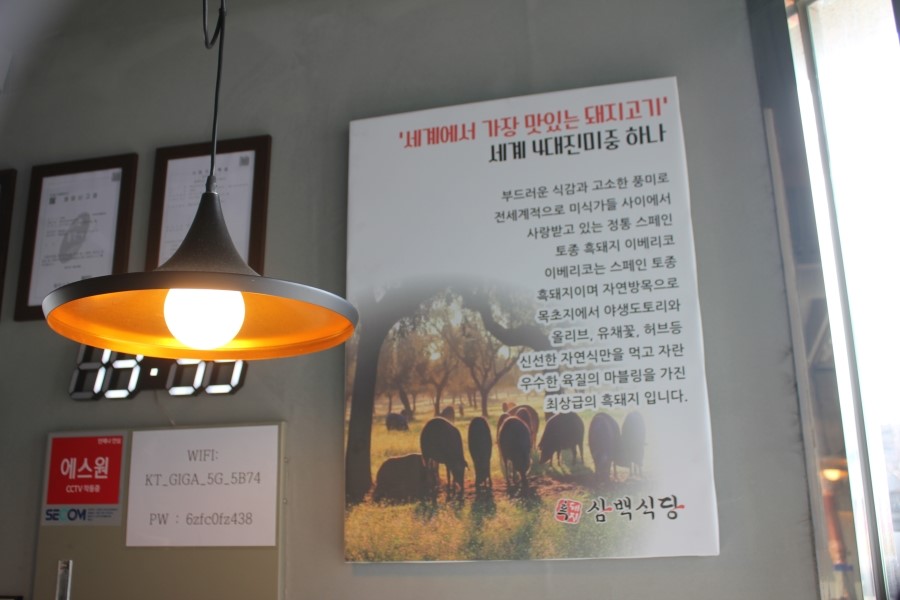 '세계에서 가장 맛있는 돼지고기'
세계 4대진미중 하나
부드러운 식감과 고소한 풍미로
전세계적으로 미식가들 사이에서
사랑받고 있는 정통 스페인
토종 흑돼지 이베리코
이베리코는 스페인 토종
흑돼지이며 자연방목으로
목초지에서 야생도토리와
올리브, 유채꽃, 허브등
신선한 자연식만을 먹고 자란
우수한 육질의 마블링을 가진
최상급의 흑돼지 입니다.
삼백식당
에스원
CCTV 작동중
SECOM
WIFI:
KT_GIGA_5G_5B74
PW : 6zfc0fz438